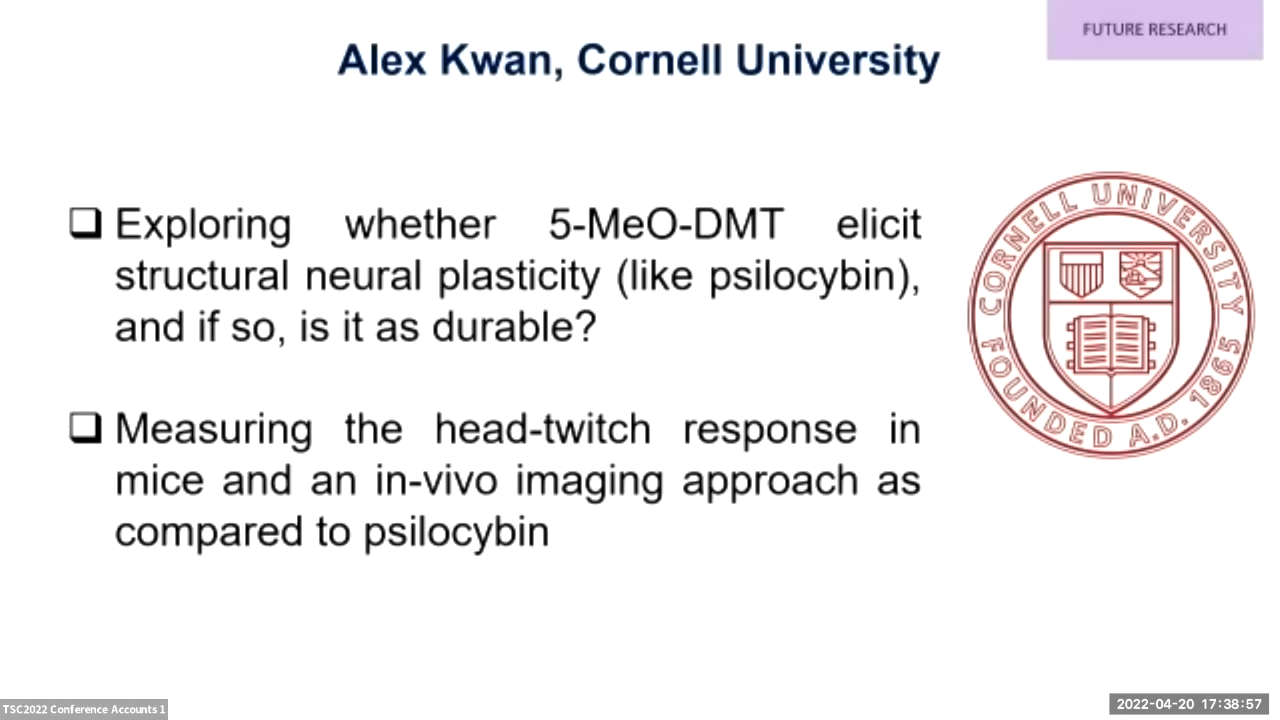 FUTURE RESEARCH
Alex Kwan, Cornell University
Exploring whether 5-MeO-DMT elicit
structural neural plasticity (like psilocybin),
and if so, is it as durable?
Measuring the head-twitch response in
mice and an in-vivo imaging approach as
compared to psilocybin
CORNELL UNIVERSITY
FOUNDED A.D. 1865
TSC2022 Conference Accounts 1
2022-04-20 17:38:57